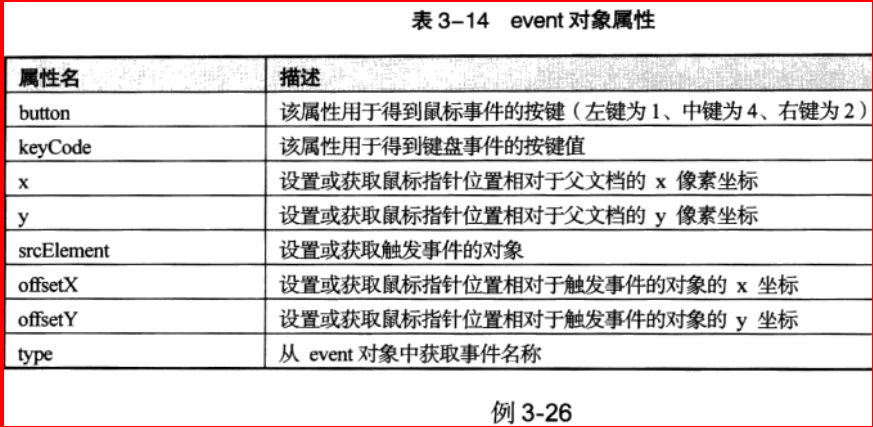 表 3-14 event 对象属性
属性名 描述
button 该属性用于得到鼠标事件的按键（左键为 1、中键为 4、右键为 2）
keyCode 该属性用于得到键盘事件的按键值
x 设置或获取鼠标指针位置相对于父文档的 x 像素坐标
y 设置或获取鼠标指针位置相对于父文档的 y 像素坐标
srcElement 设置或获取触发事件的对象
offsetX 设置或获取鼠标指针位置相对于触发事件的对象的 x 坐标
offsetY 设置或获取鼠标指针位置相对于触发事件的对象的 y 坐标
type 从 event 对象中获取事件名称
例 3-26